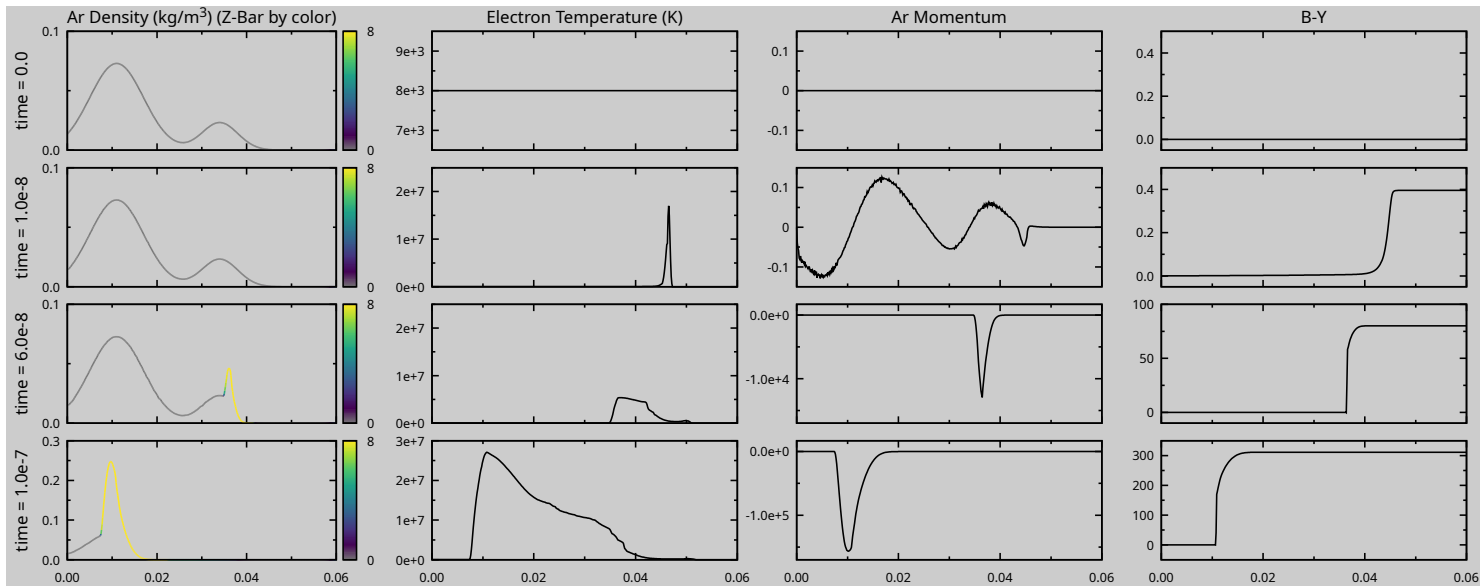 Ar Density (kg/m³) (Z-Bar by color)
Electron Temperature (K)
Ar Momentum
B-Y
time = 0.0
0.1
0.0
8
0
9e+3
8e+3
7e+3
0.1
0
-0.1
0.4
0.2
0.0
time = 1.0e-8
0.1
0.0
8
0
2e+7
1e+7
0e+0
0.1
0
-0.1
0.4
0.2
0.0
time = 6.0e-8
0.1
0.0
8
0
2e+7
1e+7
0e+0
0.0e+0
-1.0e+4
100
50
0
time = 1.0e-7
0.3
0.2
0.1
0.0
8
0
3e+7
2e+7
1e+7
0e+0
0.0e+0
-1.0e+5
300
200
100
0
0.00 0.02 0.04 0.06
0.00 0.02 0.04 0.06
0.00 0.02 0.04 0.06
0.00 0.02 0.04 0.06